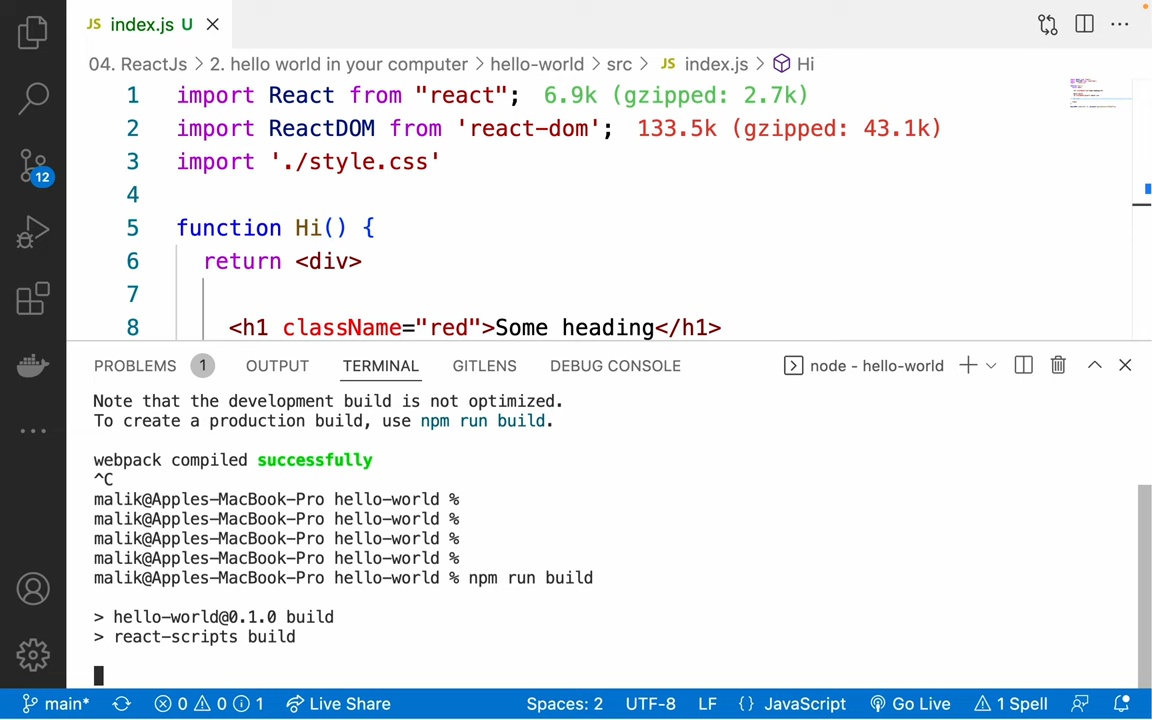 JS index.js U
04. ReactJs > 2. hello world in your computer > hello-world > src > JS index.js > Hi
1 import React from "react"; 6.9k (gzipped: 2.7k)
2 import ReactDOM from 'react-dom'; 133.5k (gzipped: 43.1k)
3 import './style.css'
4
5 function Hi() {
6 return <div>
7
8 <h1 className="red">Some heading</h1>
12
PROBLEMS 1 OUTPUT TERMINAL GITLENS DEBUG CONSOLE node - hello-world
Note that the development build is not optimized.
To create a production build, use npm run build.
webpack compiled successfully
^C
malik@Apples-MacBook-Pro hello-world %
malik@Apples-MacBook-Pro hello-world %
malik@Apples-MacBook-Pro hello-world %
malik@Apples-MacBook-Pro hello-world %
malik@Apples-MacBook-Pro hello-world % npm run build
> hello-world@0.1.0 build
> react-scripts build
main* 0 0 1 Live Share Spaces: 2 UTF-8 LF {} JavaScript Go Live 1 Spell